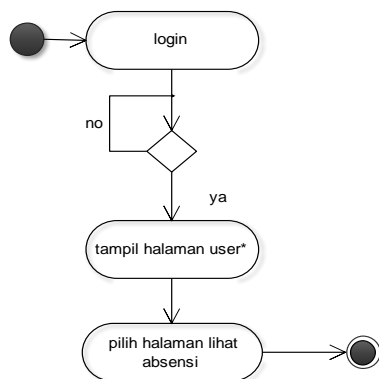 login
no
ya
tampil halaman user*
pilih halaman lihat
absensi